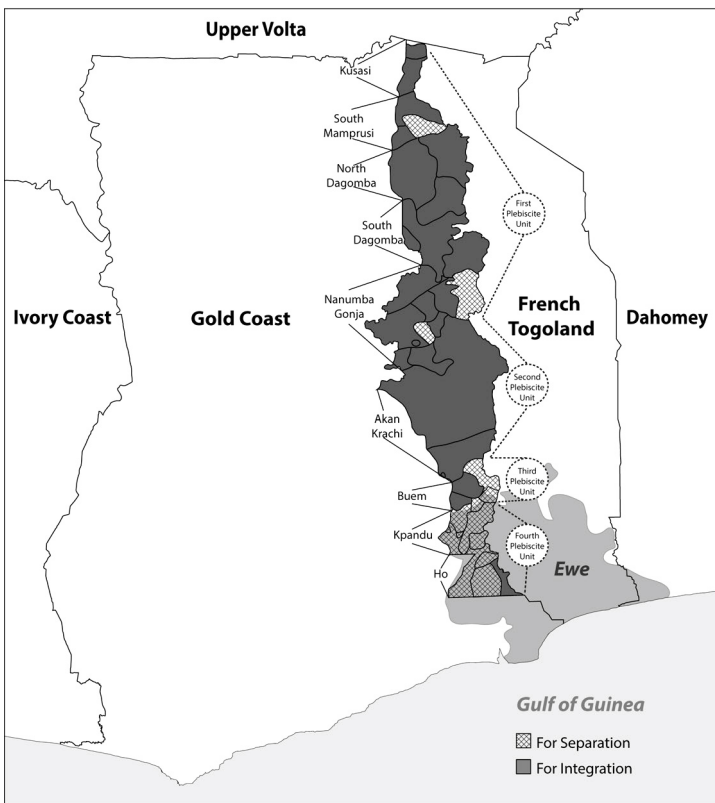 Upper Volta
Kusasi
South
Mamprusi
North
Dagomba
First
Plebiscite
Unit
South
Dagomba
Nanumba
Gonja
Ivory Coast
Gold Coast
French
Togoland
Dahomey
Second
Plebiscite
Unit
Akan
Krachi
Third
Plebiscite
Unit
Buem
Kpandu
Fourth
Plebiscite
Unit
Ewe
Ho
Gulf of Guinea
For Separation
For Integration